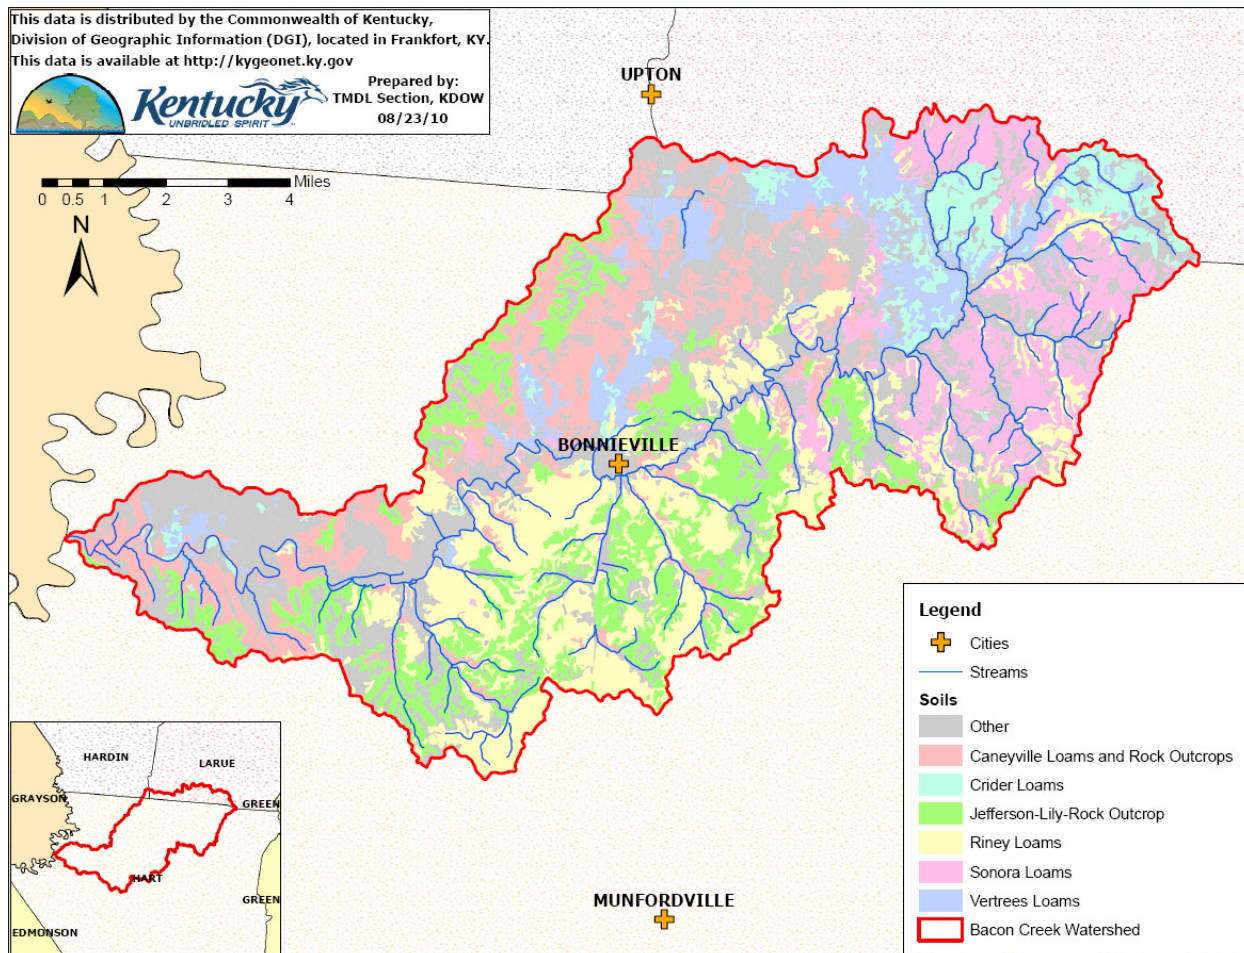 This data is distributed by the Commonwealth of Kentucky,
Division of Geographic Information (DGI), located in Frankfort, KY.
This data is available at http://kygeonet.ky.gov
Kentucky
UNBRIDLED SPIRIT
Prepared by:
TMDL Section, KDOW
08/23/10
UPTON
Miles
0 0.5 1 2 3 4
N
BONNIEVILLE
MUNFORDVILLE
Legend
Cities
Streams
Soils
Other
Caneyville Loams and Rock Outcrops
Crider Loams
Jefferson-Lily-Rock Outcrop
Riney Loams
Sonora Loams
Vertrees Loams
Bacon Creek Watershed
HARDIN
LARUE
GRAYSON
GREEN
HART
GREEN
EDMONSON